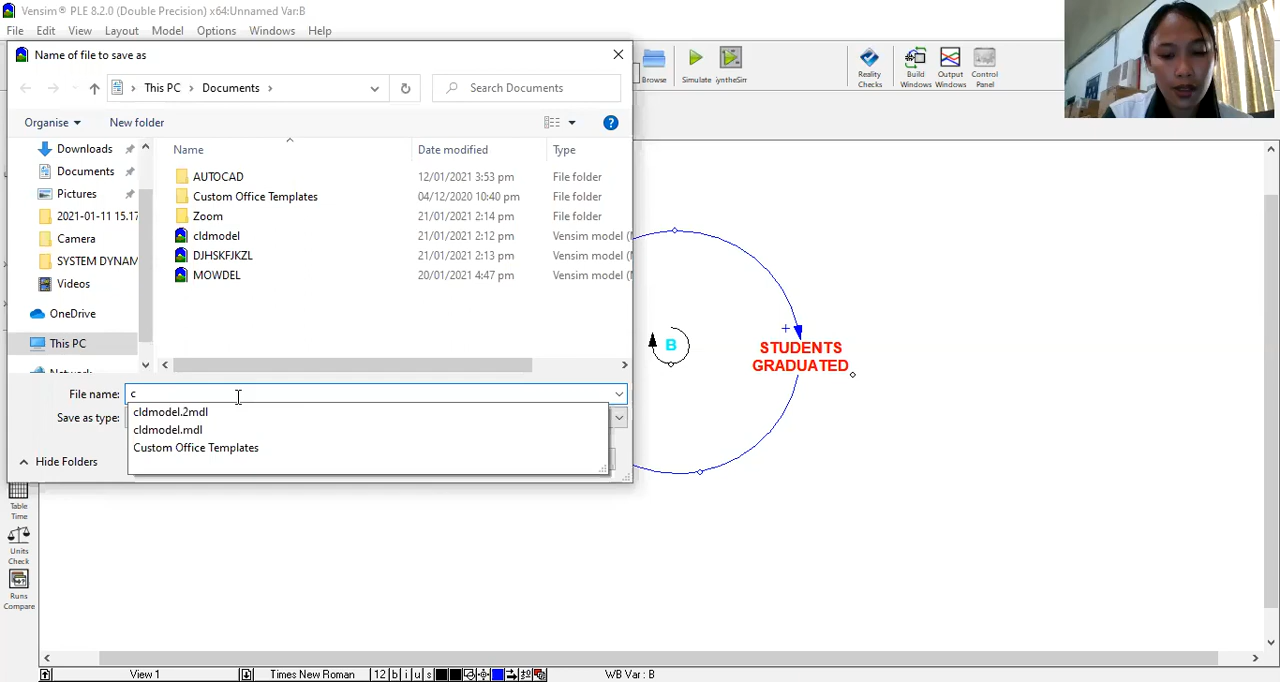 Vensim® PLE 8.2.0 (Double Precision) x64:Unnamed Var:B
File Edit View Layout Model Options Windows Help
Name of file to save as
This PC Documents
Search Documents
Browse
Simulate
SyntheSim
Reality Checks
Build Windows
Output Windows
Control Panel
Organise New folder
Downloads
Documents
Pictures
2021-01-11 15.17
Camera
SYSTEM DYNAM
Videos
OneDrive
This PC
Name Date modified Type
AUTOCAD 12/01/2021 3:53 pm File folder
Custom Office Templates 04/12/2020 10:40 pm File folder
Zoom 21/01/2021 2:14 pm File folder
cldmodel 21/01/2021 2:12 pm Vensim model (
DJHSKFJKZL 21/01/2021 2:13 pm Vensim model (
MOWDEL 20/01/2021 4:47 pm Vensim model (
File name: c
cldmodel.2mdl
cldmodel.mdl
Custom Office Templates
Save as type:
Hide Folders
+
B
STUDENTS
GRADUATED
Table
Time
Units
Check
Runs
Compare
View 1 Times New Roman 12 b i u s WB Var : B